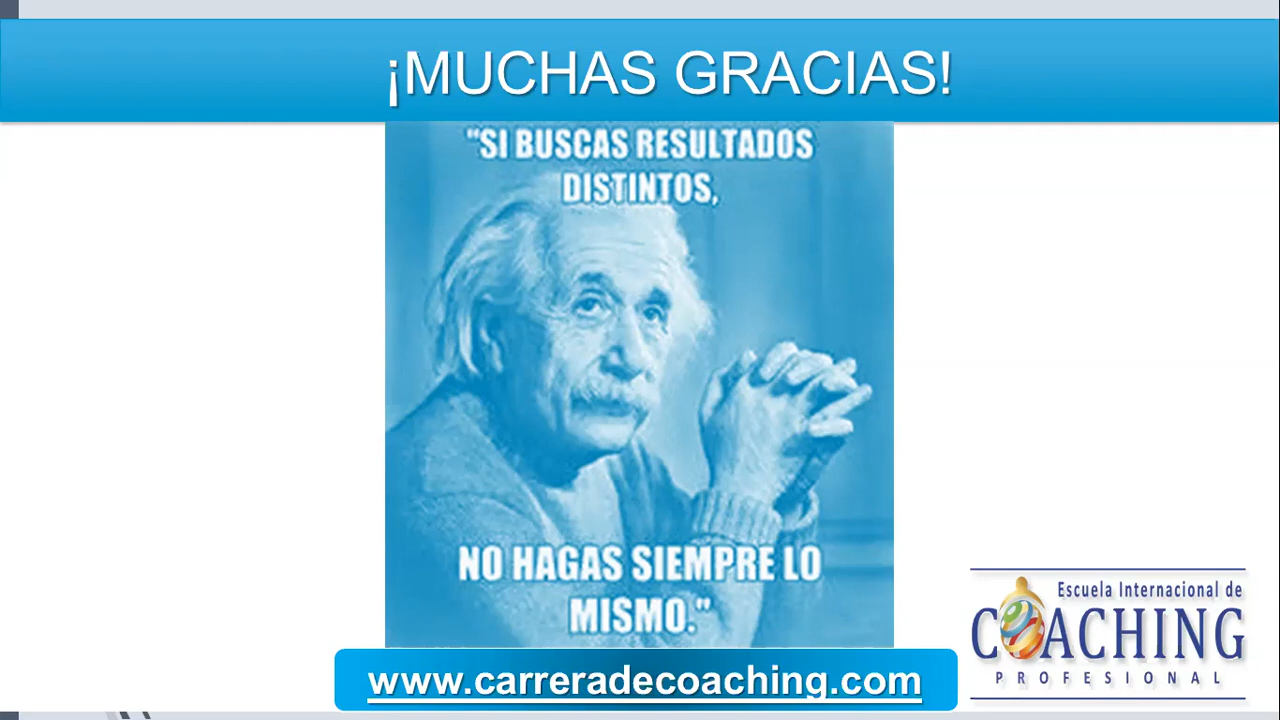 ¡MUCHAS GRACIAS!
"SI BUSCAS RESULTADOS
DISTINTOS,
NO HAGAS SIEMPRE LO
MISMO."
www.carreradecoaching.com
Escuela Internacional de
COACHING
PROFESIONAL